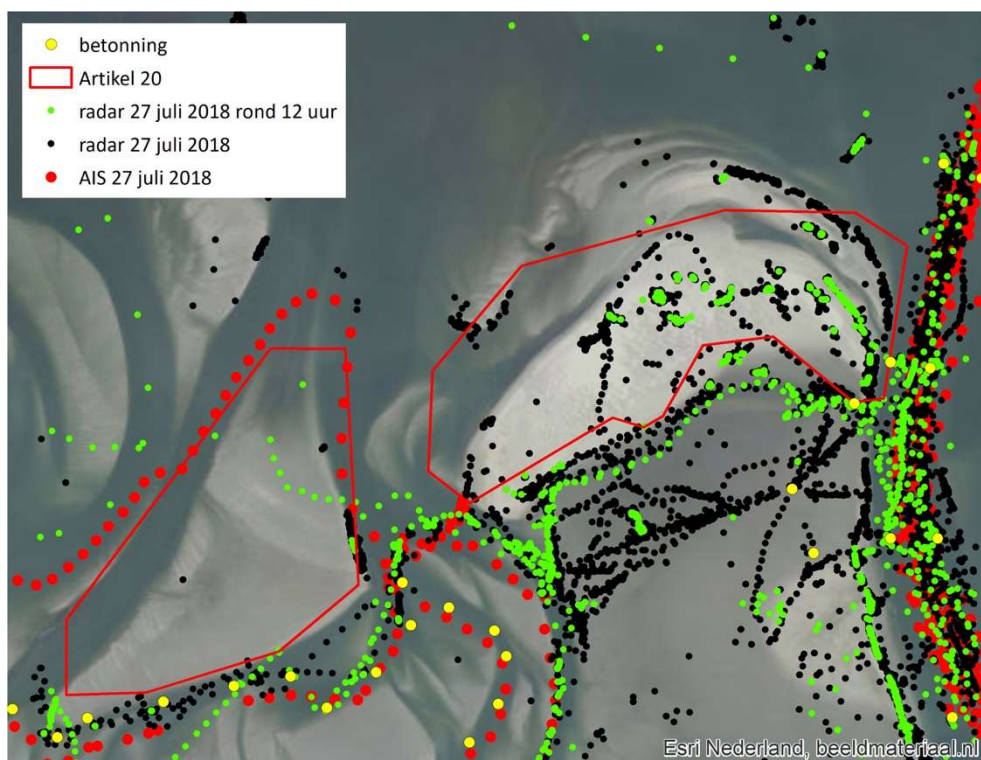 betonning
Artikel 20
radar 27 juli 2018 rond 12 uur
radar 27 juli 2018
AIS 27 juli 2018
Esri Nederland, beeldmateriaal.nl